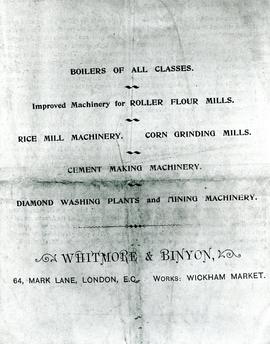 BOILERS OF ALL CLASSES.
Improved Machinery for ROLLER FLOUR MILLS.
RICE MILL MACHINERY. CORN GRINDING MILLS.
CEMENT MAKING MACHINERY.
DIAMOND WASHING PLANTS and MINING MACHINERY.
WHITMORE & BINYON,
64, MARK LANE, LONDON, E.C. WORKS: WICKHAM MARKET.